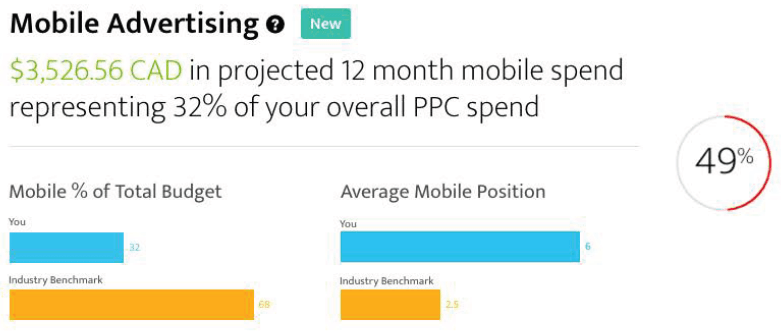 Mobile Advertising ? New
$3,526.56 CAD in projected 12 month mobile spend
representing 32% of your overall PPC spend
49%
Mobile % of Total Budget
You
32
Industry Benchmark
68
Average Mobile Position
You
6
Industry Benchmark
2.5